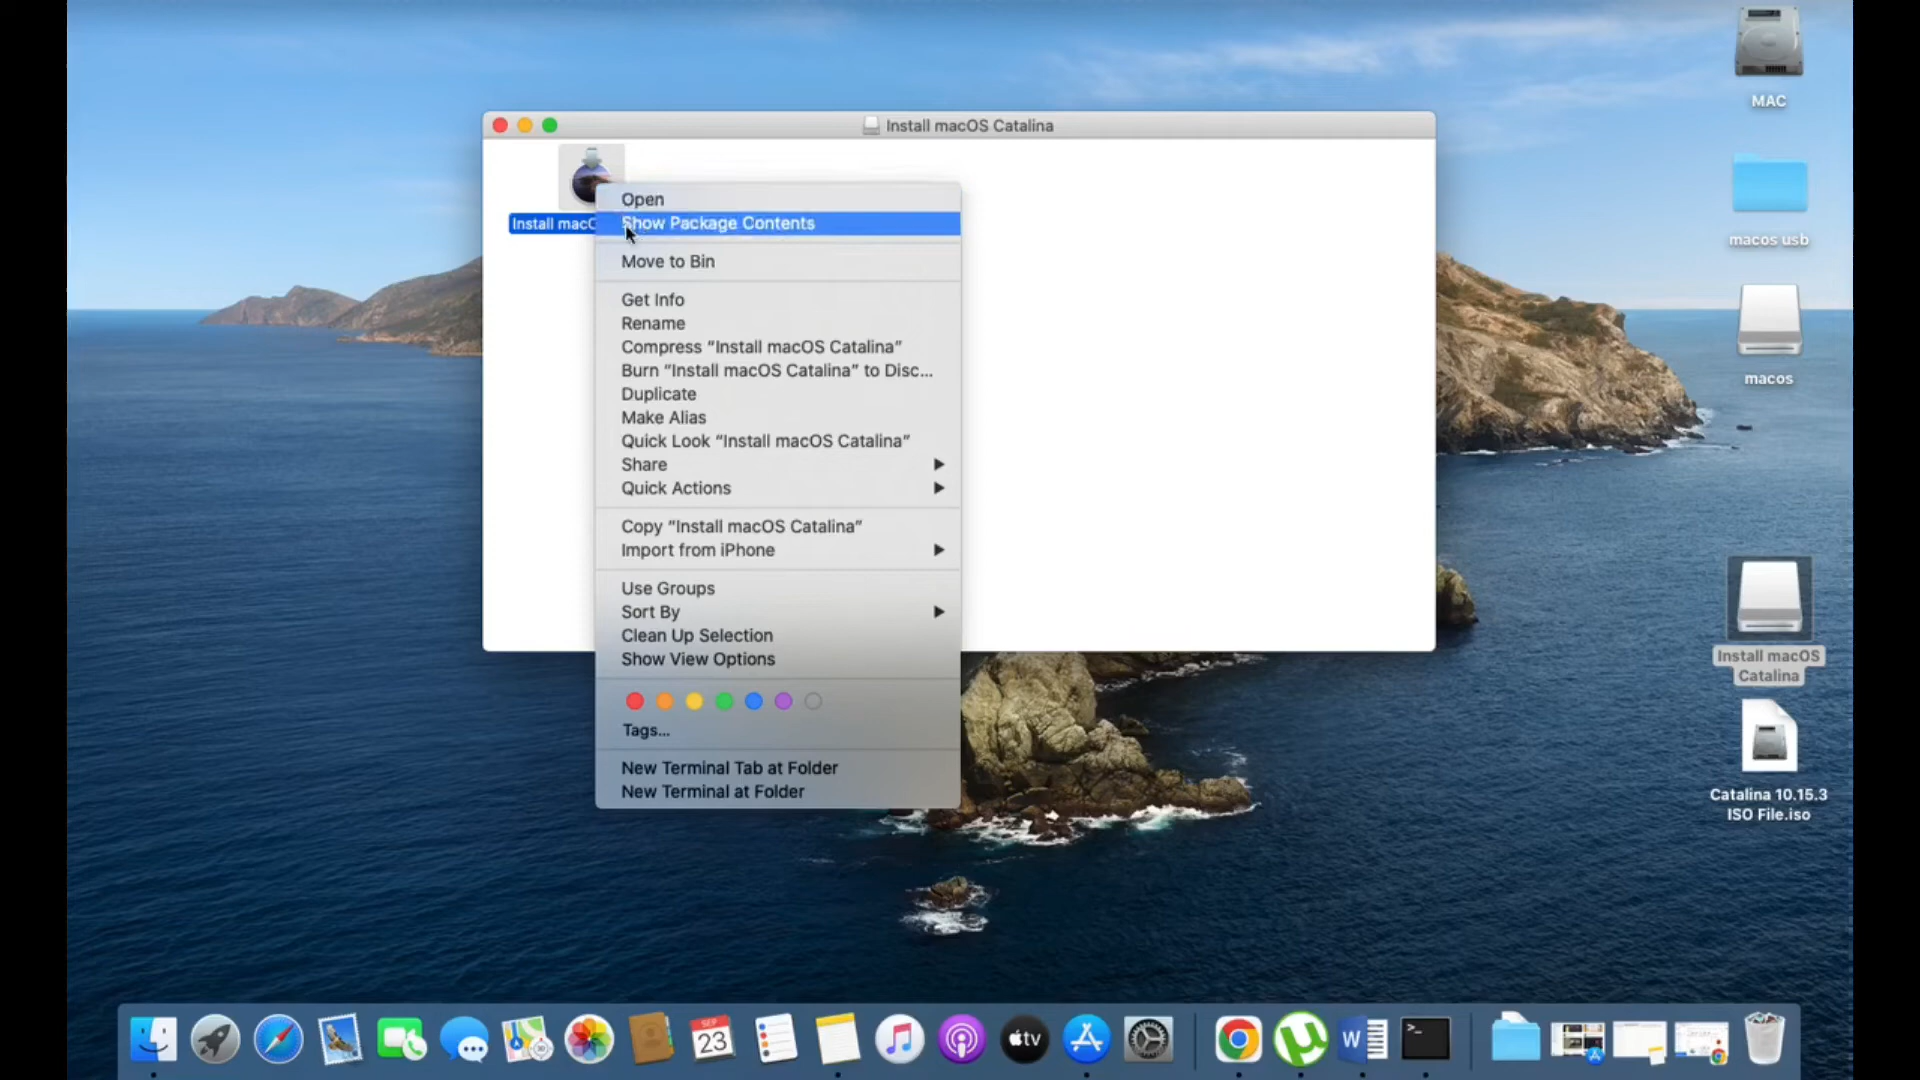 MAC
Install macOS Catalina
Open
Install macO
Show Package Contents
macos usb
Move to Bin
Get Info
Rename
Compress “Install macOS Catalina”
Burn “Install macOS Catalina” to Disc...
macos
Duplicate
Make Alias
Quick Look “Install macOS Catalina”
Share
Quick Actions
Copy “Install macOS Catalina”
Import from iPhone
Use Groups
Sort By
Clean Up Selection
Show View Options
Install macOS
Catalina
Tags...
New Terminal Tab at Folder
New Terminal at Folder
Catalina 10.15.3
ISO File.iso
SEP
23
tv
W
>_